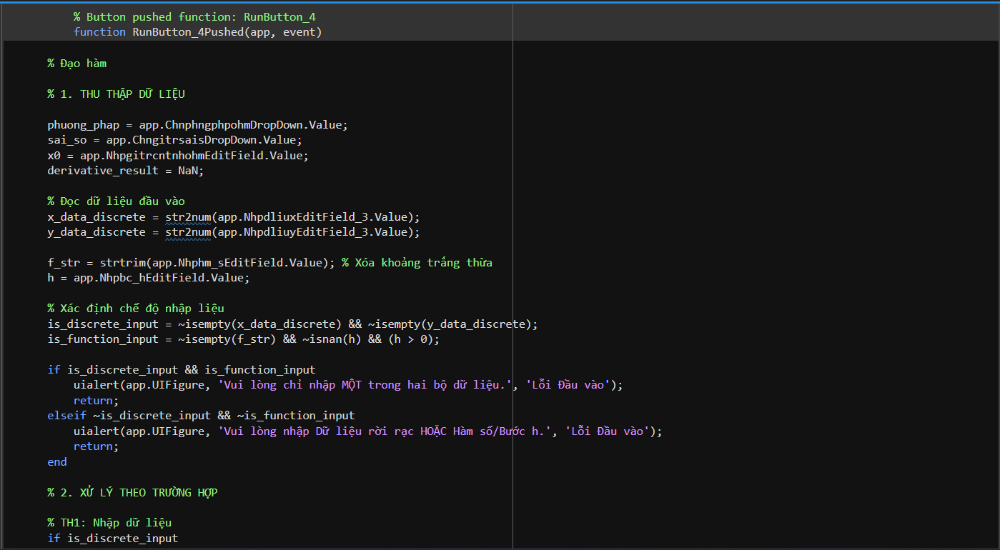 % Button pushed function: RunButton_4
function RunButton_4Pushed(app, event)
% Đạo hàm
% 1. THU THẬP DỮ LIỆU
phuong_phap = app.ChnphngphpohmDropDown.Value;
sai_so = app.ChngitrsaisDropDown.Value;
x0 = app.NhpgitrcntnhohmEditField.Value;
derivative_result = NaN;
% Đọc dữ liệu đầu vào
x_data_discrete = str2num(app.NhpdliuxEditField_3.Value);
y_data_discrete = str2num(app.NhpdliuyEditField_3.Value);
f_str = strtrim(app.Nhphm_sEditField.Value); % Xóa khoảng trắng thừa
h = app.Nhpbc_hEditField.Value;
% Xác định chế độ nhập liệu
is_discrete_input = ~isempty(x_data_discrete) && ~isempty(y_data_discrete);
is_function_input = ~isempty(f_str) && ~isnan(h) && (h > 0);
if is_discrete_input && is_function_input
uialert(app.UIFigure, 'Vui lòng chỉ nhập MỘT trong hai bộ dữ liệu.', 'Lỗi Đầu vào');
return;
elseif ~is_discrete_input && ~is_function_input
uialert(app.UIFigure, 'Vui lòng nhập Dữ liệu rời rạc HOẶC Hàm số/Bước h.', 'Lỗi Đầu vào');
return;
end
% 2. XỬ LÝ THEO TRƯỜNG HỢP
% TH1: Nhập dữ liệu
if is_discrete_input